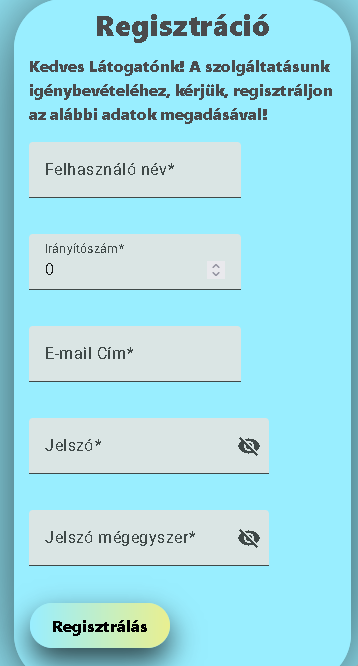 Regisztráció
Kedves Látogatónk! A szolgáltatásunk
igénybevételéhez, kérjük, regisztráljon
az alábbi adatok megadásával!
Felhasználó név*
Irányítószám*
0
E-mail Cím*
Jelszó*
Jelszó mégegyszer*
Regisztrálás